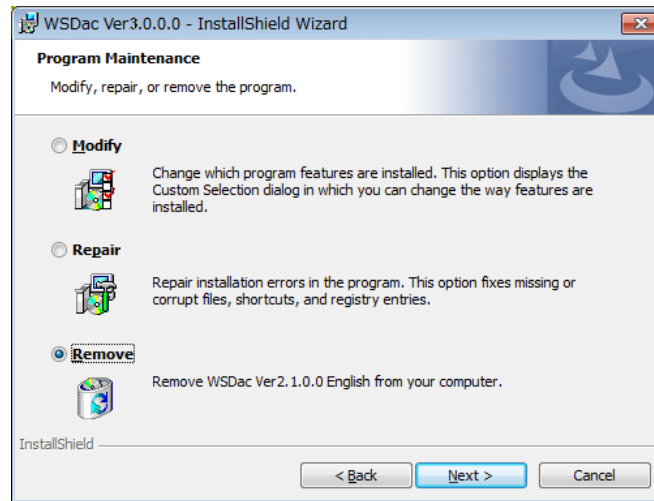 WSDac Ver3.0.0.0 - InstallShield Wizard
Program Maintenance
Modify, repair, or remove the program.
Modify
Change which program features are installed. This option displays the
Custom Selection dialog in which you can change the way features are
installed.
Repair
Repair installation errors in the program. This option fixes missing or
corrupt files, shortcuts, and registry entries.
Remove
Remove WSDac Ver2.1.0.0 English from your computer.
InstallShield
< Back
Next >
Cancel